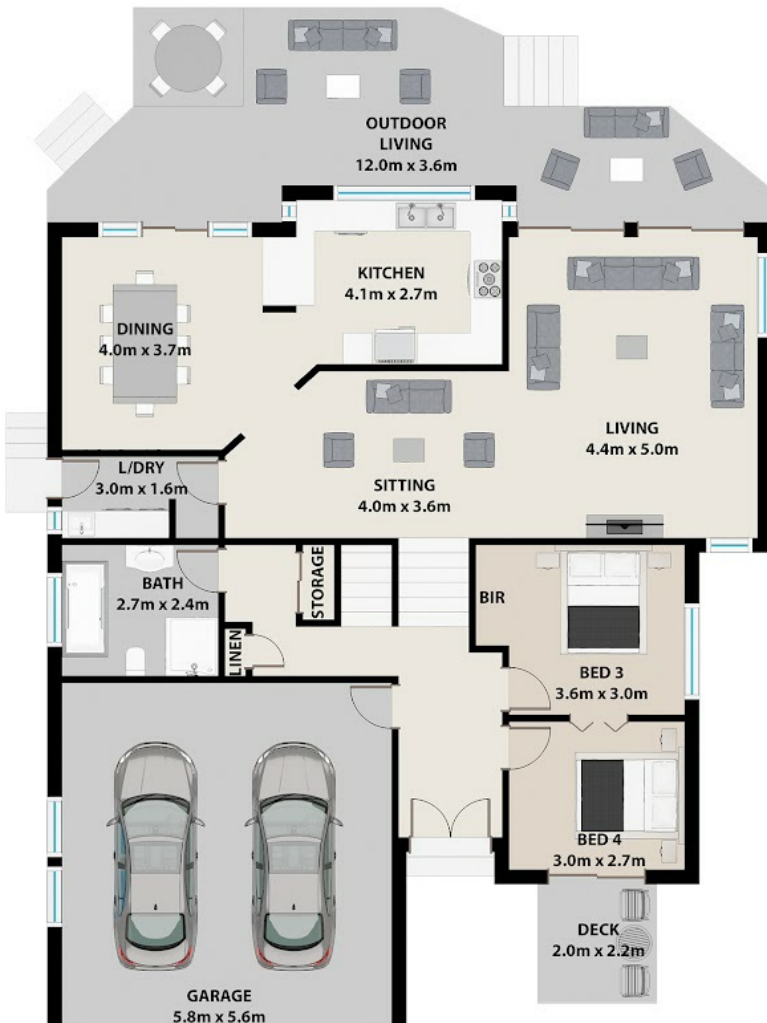 OUTDOOR
LIVING
12.0m x 3.6m
KITCHEN
4.1m x 2.7m
DINING
4.0m x 3.7m
LIVING
4.4m x 5.0m
L/DRY
3.0m x 1.6m
SITTING
4.0m x 3.6m
BATH
2.7m x 2.4m
STORAGE
LINEN
BIR
BED 3
3.6m x 3.0m
BED 4
3.0m x 2.7m
DECK
2.0m x 2.2m
GARAGE
5.8m x 5.6m